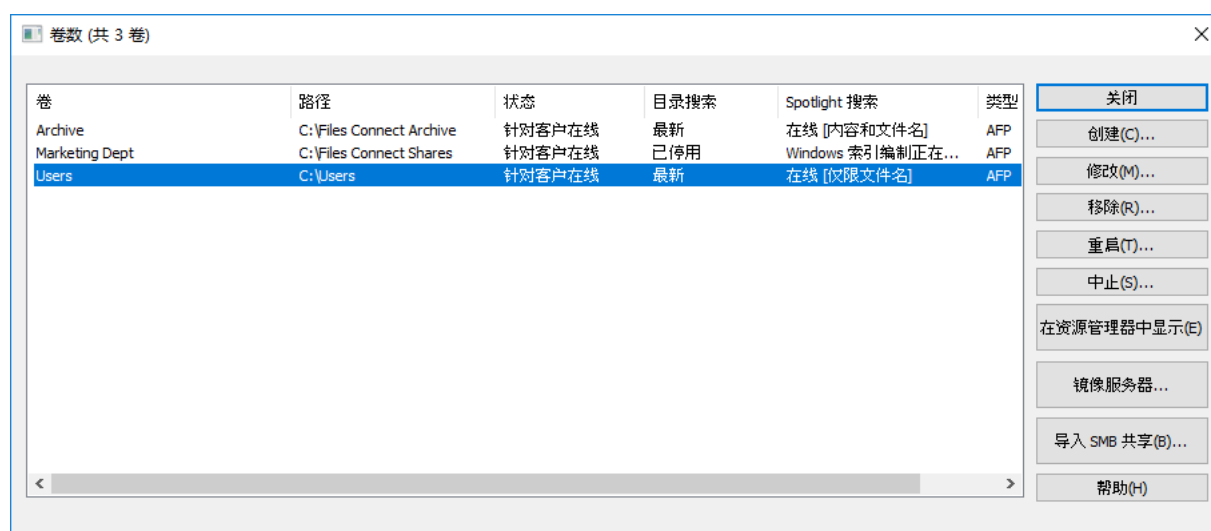 卷数 (共 3 卷)
卷 路径 状态 目录搜索 Spotlight 搜索 类型
Archive C:\Files Connect Archive 针对客户在线 最新 在线 [内容和文件名] AFP
Marketing Dept C:\Files Connect Shares 针对客户在线 已停用 Windows 索引编制正在... AFP
Users C:\Users 针对客户在线 最新 在线 [仅限文件名] AFP
关闭
创建(C)...
修改(M)...
移除(R)...
重启(T)...
中止(S)...
在资源管理器中显示(E)
镜像服务器...
导入 SMB 共享(B)...
帮助(H)